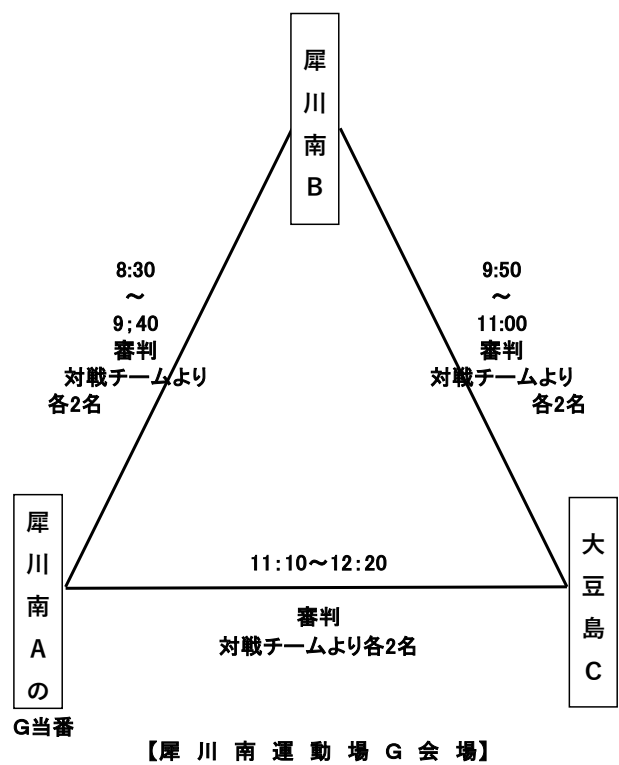 犀川南B
8:30
～
9；40
審判
対戦チームより
各2名
9:50
～
11:00
審判
対戦チームより
各2名
犀川南Aの
G当番
11：10～12：20
審判
対戦チームより各2名
大豆島C
【犀　川　南　運　動　場　G　会　場】